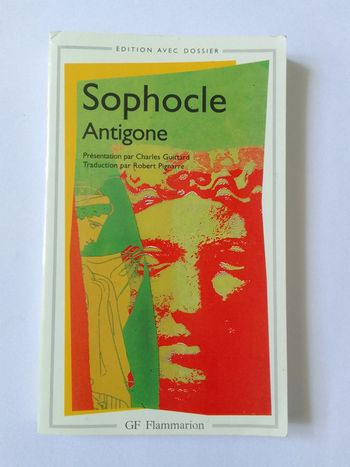 ÉDITION AVEC DOSSIER
Sophocle
Antigone
Présentation par Charles Guittard
Traduction par Robert Pignarre
GF Flammarion